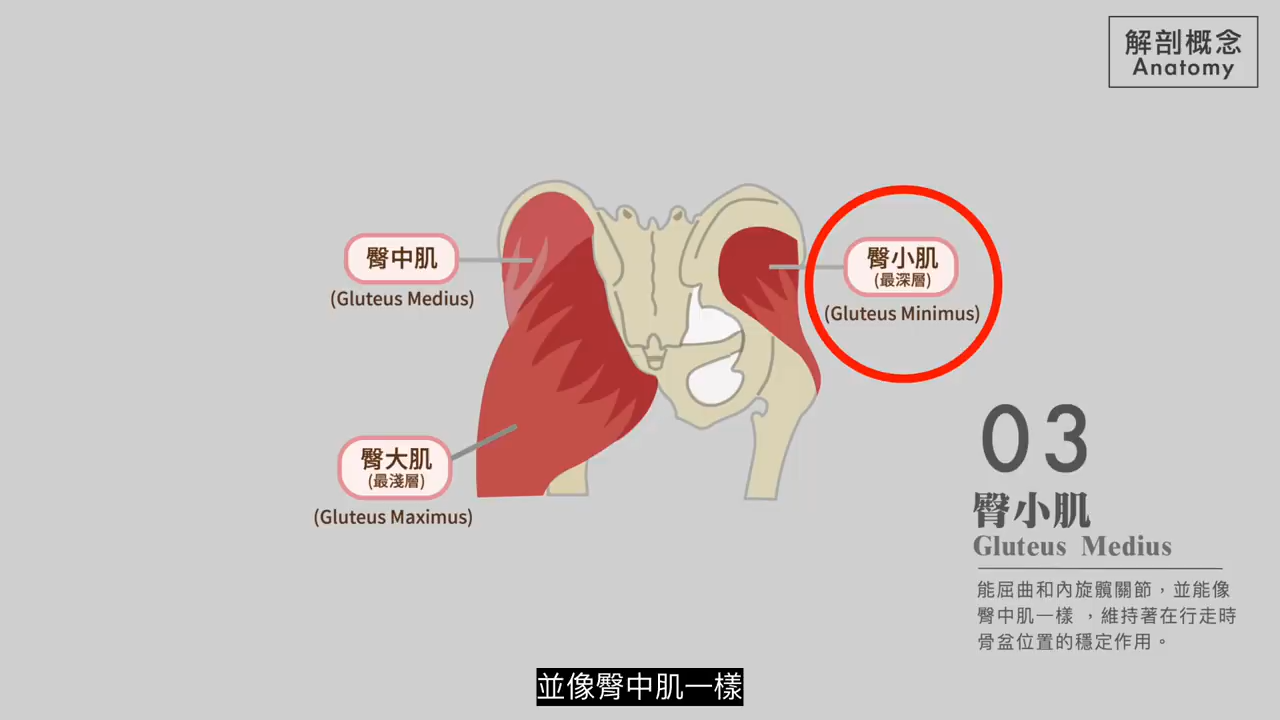 解剖概念
Anatomy
臀中肌
(Gluteus Medius)
臀小肌
(最深層)
(Gluteus Minimus)
臀大肌
(最淺層)
(Gluteus Maximus)
03
臀小肌
Gluteus Medius
能屈曲和內旋髖關節，並能像
臀中肌一樣 ，維持著在行走時
骨盆位置的穩定作用。
並像臀中肌一樣